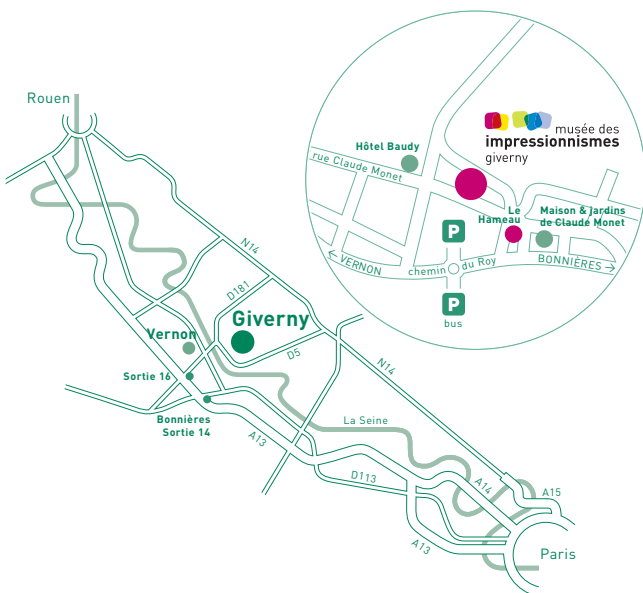 Rouen
musée des
impressionnismes
giverny
Hôtel Baudy
rue Claude Monet
Le
Hameau
Maison & jardins
de Claude Monet
P
VERNON
chemin du Roy
BONNIÈRES
P
bus
N14
D181
Giverny
Vernon
D5
N14
Sortie 16
Bonnières
Sortie 14
A13
La Seine
D113
A14
A15
A13
Paris